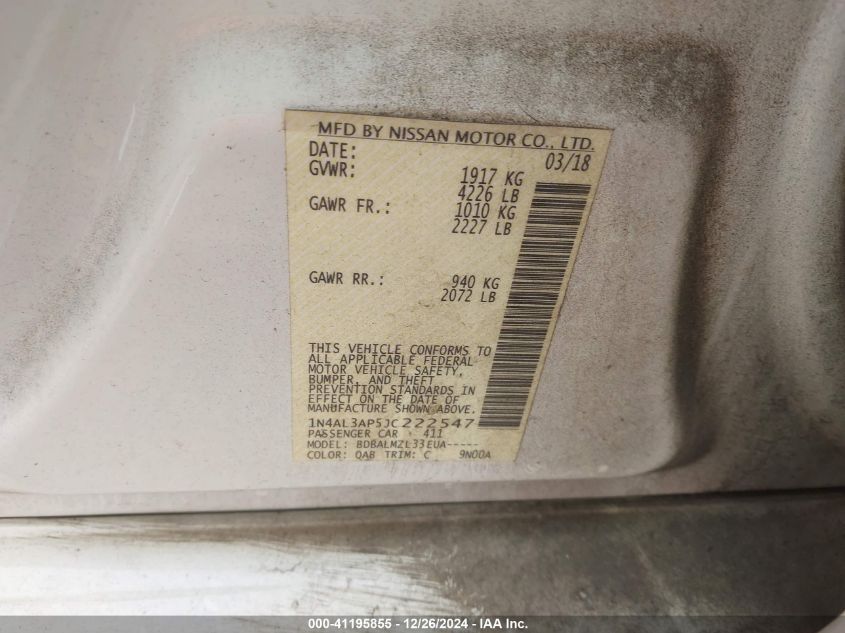 MFD BY NISSAN MOTOR CO., LTD.
DATE: 03/18
GVWR: 1917 KG
4226 LB
GAWR FR.: 1010 KG
2227 LB
GAWR RR.: 940 KG
2072 LB
THIS VEHICLE CONFORMS TO
ALL APPLICABLE FEDERAL
MOTOR VEHICLE SAFETY,
BUMPER, AND THEFT
PREVENTION STANDARDS IN
EFFECT ON THE DATE OF
MANUFACTURE SHOWN ABOVE.
1N4AL3AP5JC222547
PASSENGER CAR 411
MODEL: BDBALMZL33EUA-----
COLOR: QAB TRIM: C 9N00A
000-41195855 - 12/26/2024 - www.iaai.com